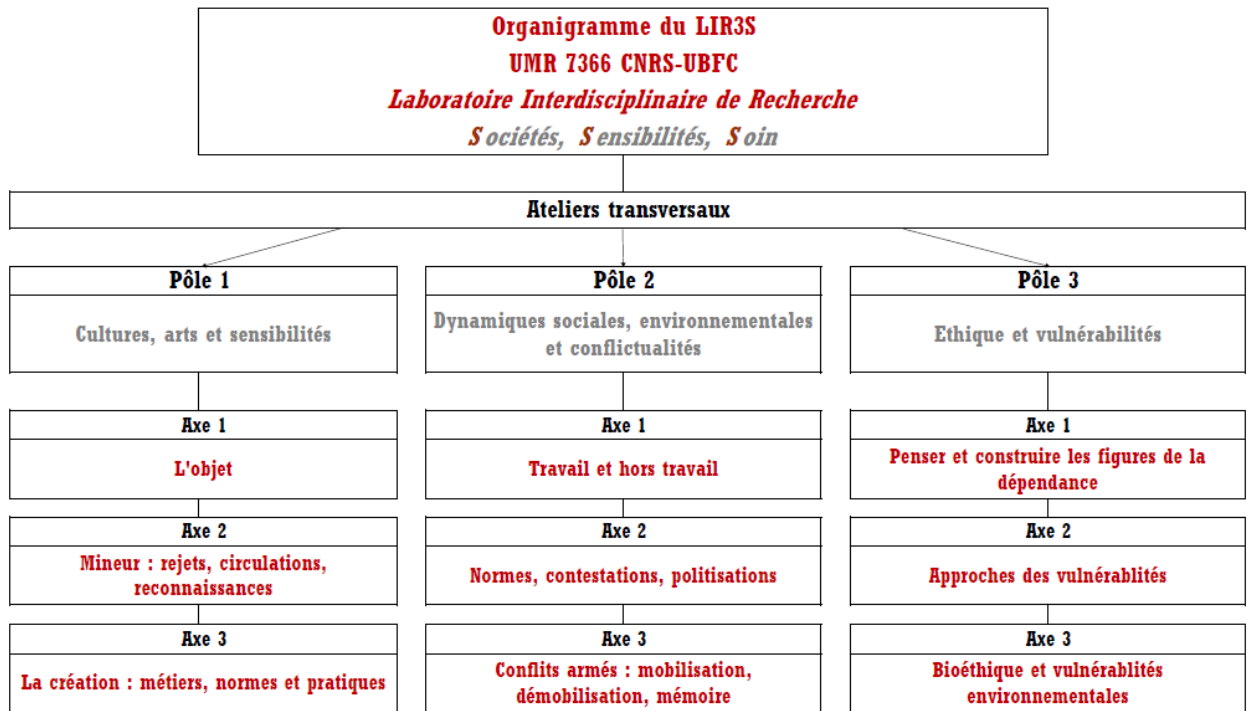 Organigramme du LIR3S
UMR 7366 CNRS-UBFC
Laboratoire Interdisciplinaire de Recherche
S ociétés, S ensibilités, S oin
Ateliers transversaux
Pôle 1
Cultures, arts et sensibilités
Axe 1
L'objet
Axe 2
Mineur : rejets, circulations,
reconnaissances
Axe 3
La création : métiers, normes et pratiques
Pôle 2
Dynamiques sociales, environnementales
et conflictualités
Axe 1
Travail et hors travail
Axe 2
Normes, contestations, politisations
Axe 3
Conflits armés : mobilisation,
démobilisation, mémoire
Pôle 3
Ethique et vulnérabilités
Axe 1
Penser et construire les figures de la
dépendance
Axe 2
Approches des vulnérablités
Axe 3
Bioéthique et vulnérablités
environnementales